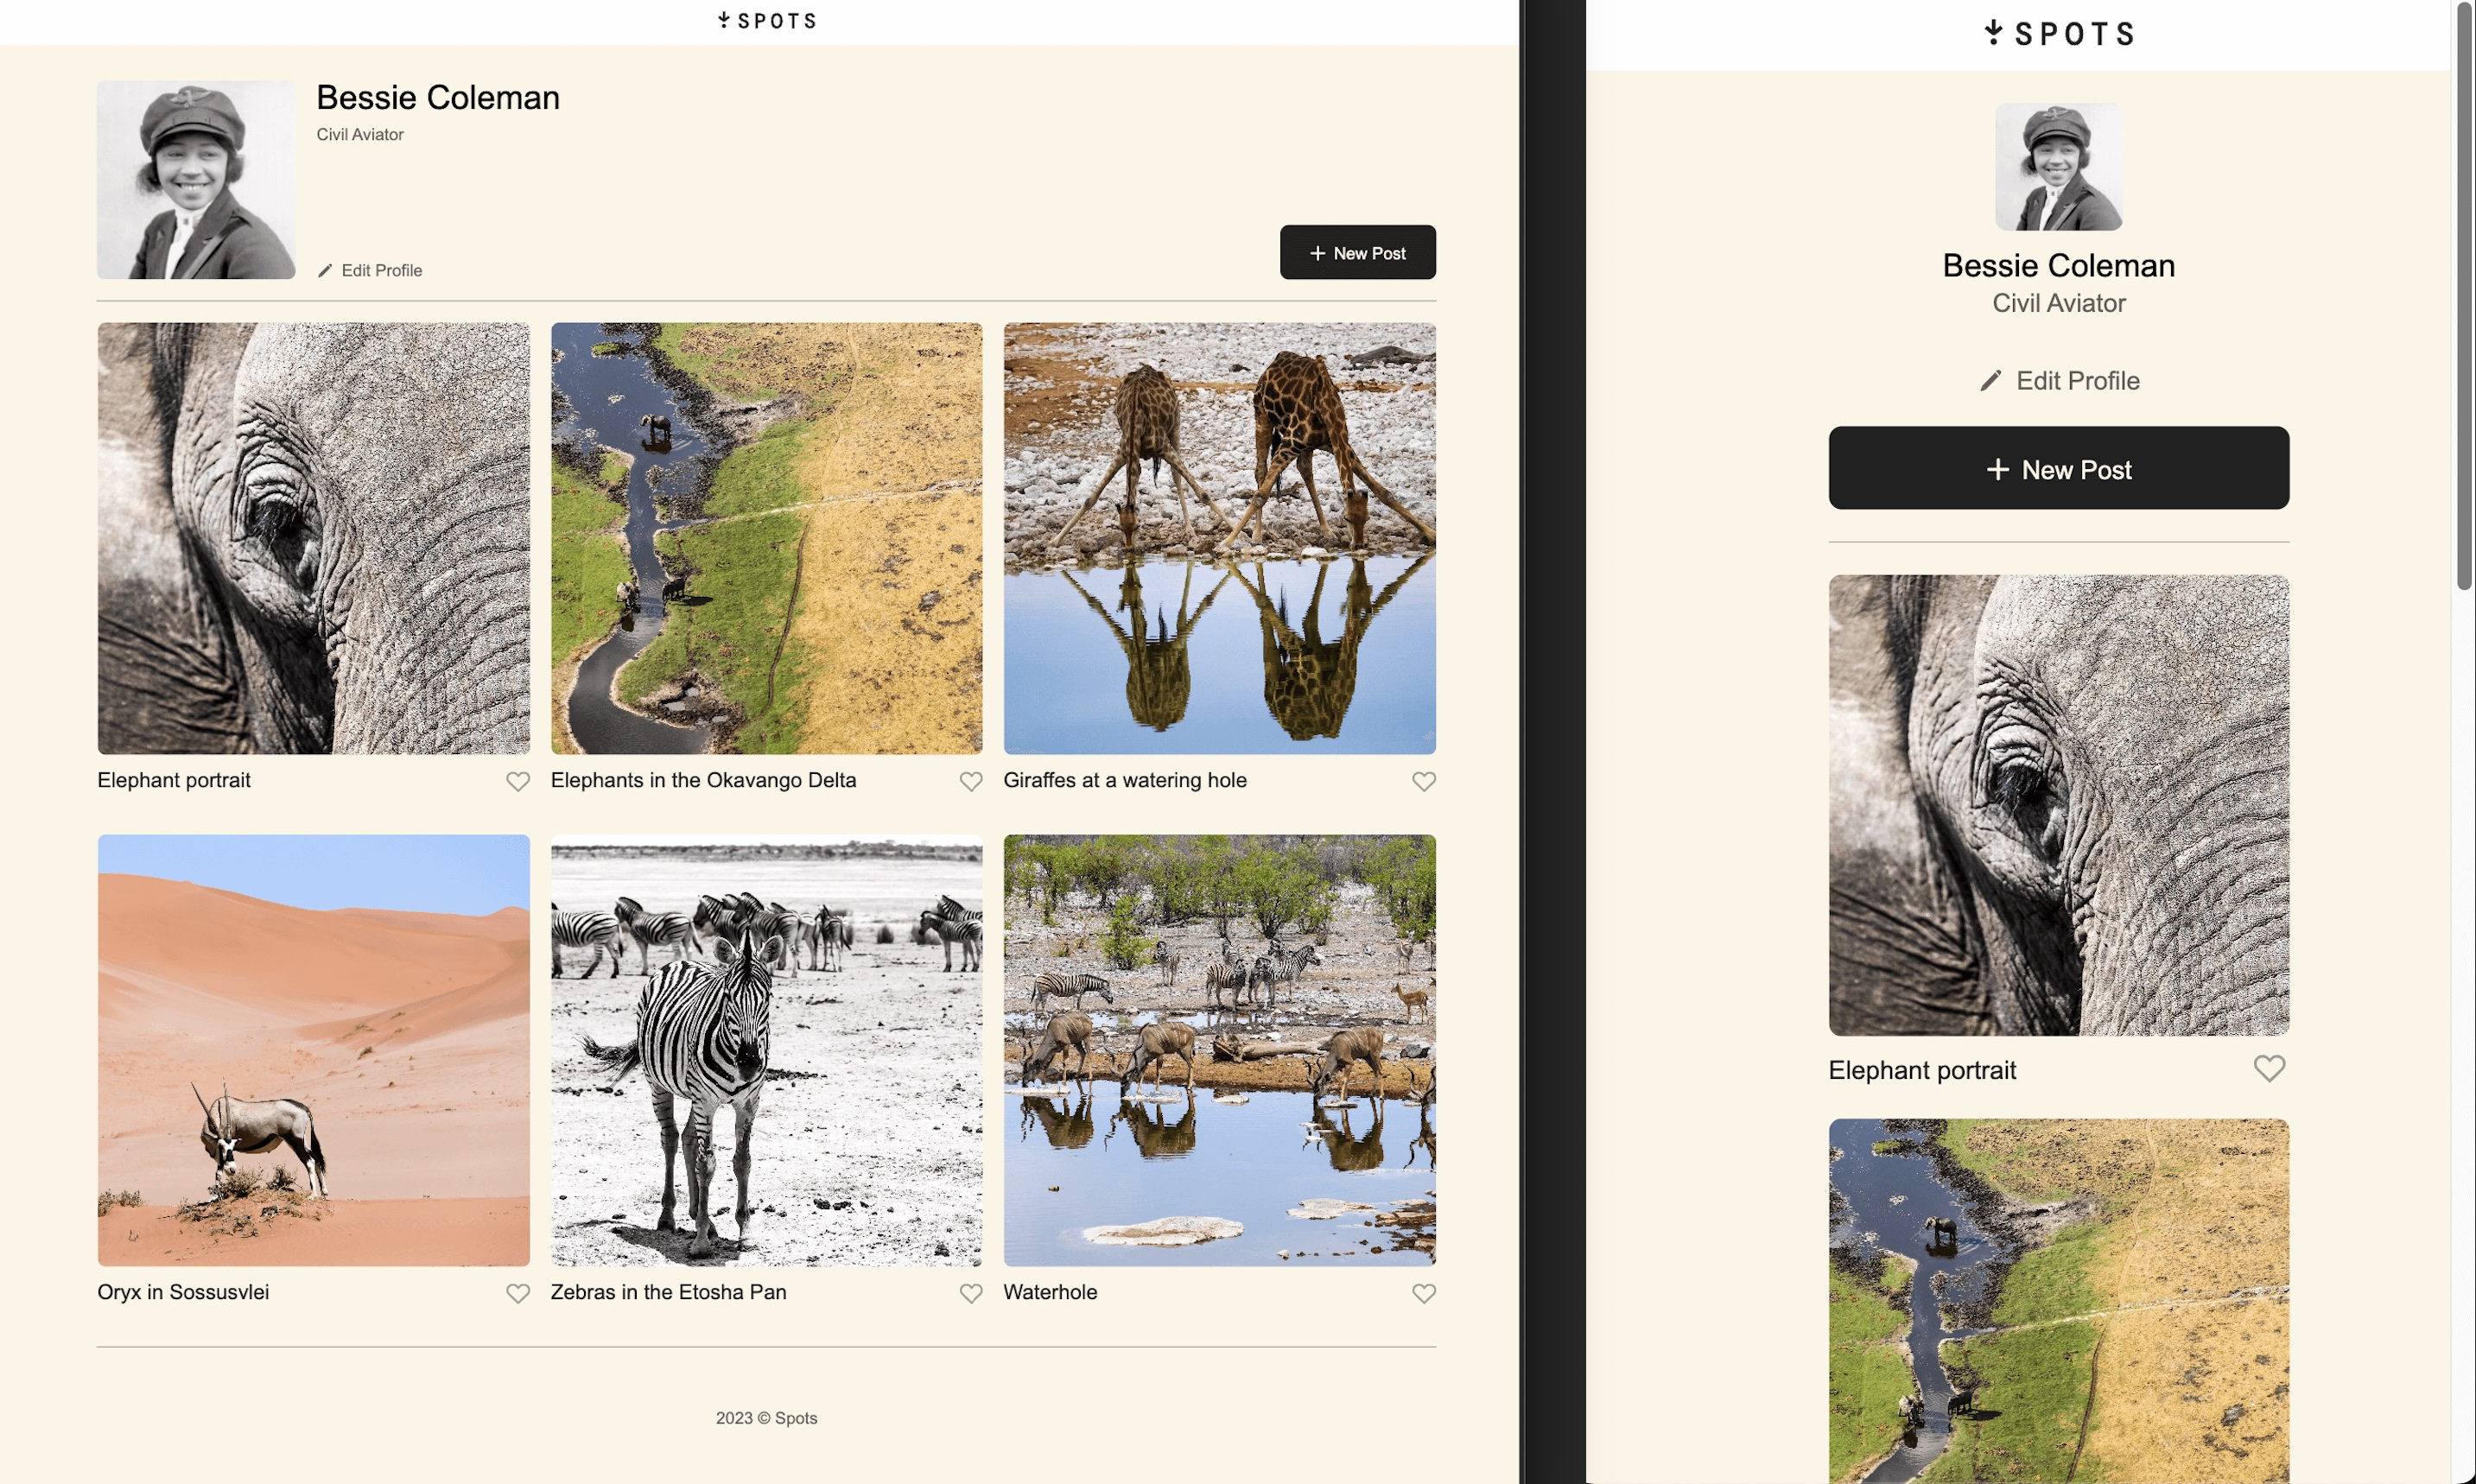 SPOTS
Bessie Coleman
Civil Aviator
Edit Profile
+ New Post
Elephant portrait
Elephants in the Okavango Delta
Giraffes at a watering hole
Oryx in Sossusvlei
Zebras in the Etosha Pan
Waterhole
2023 © Spots
SPOTS
Bessie Coleman
Civil Aviator
Edit Profile
+ New Post
Elephant portrait